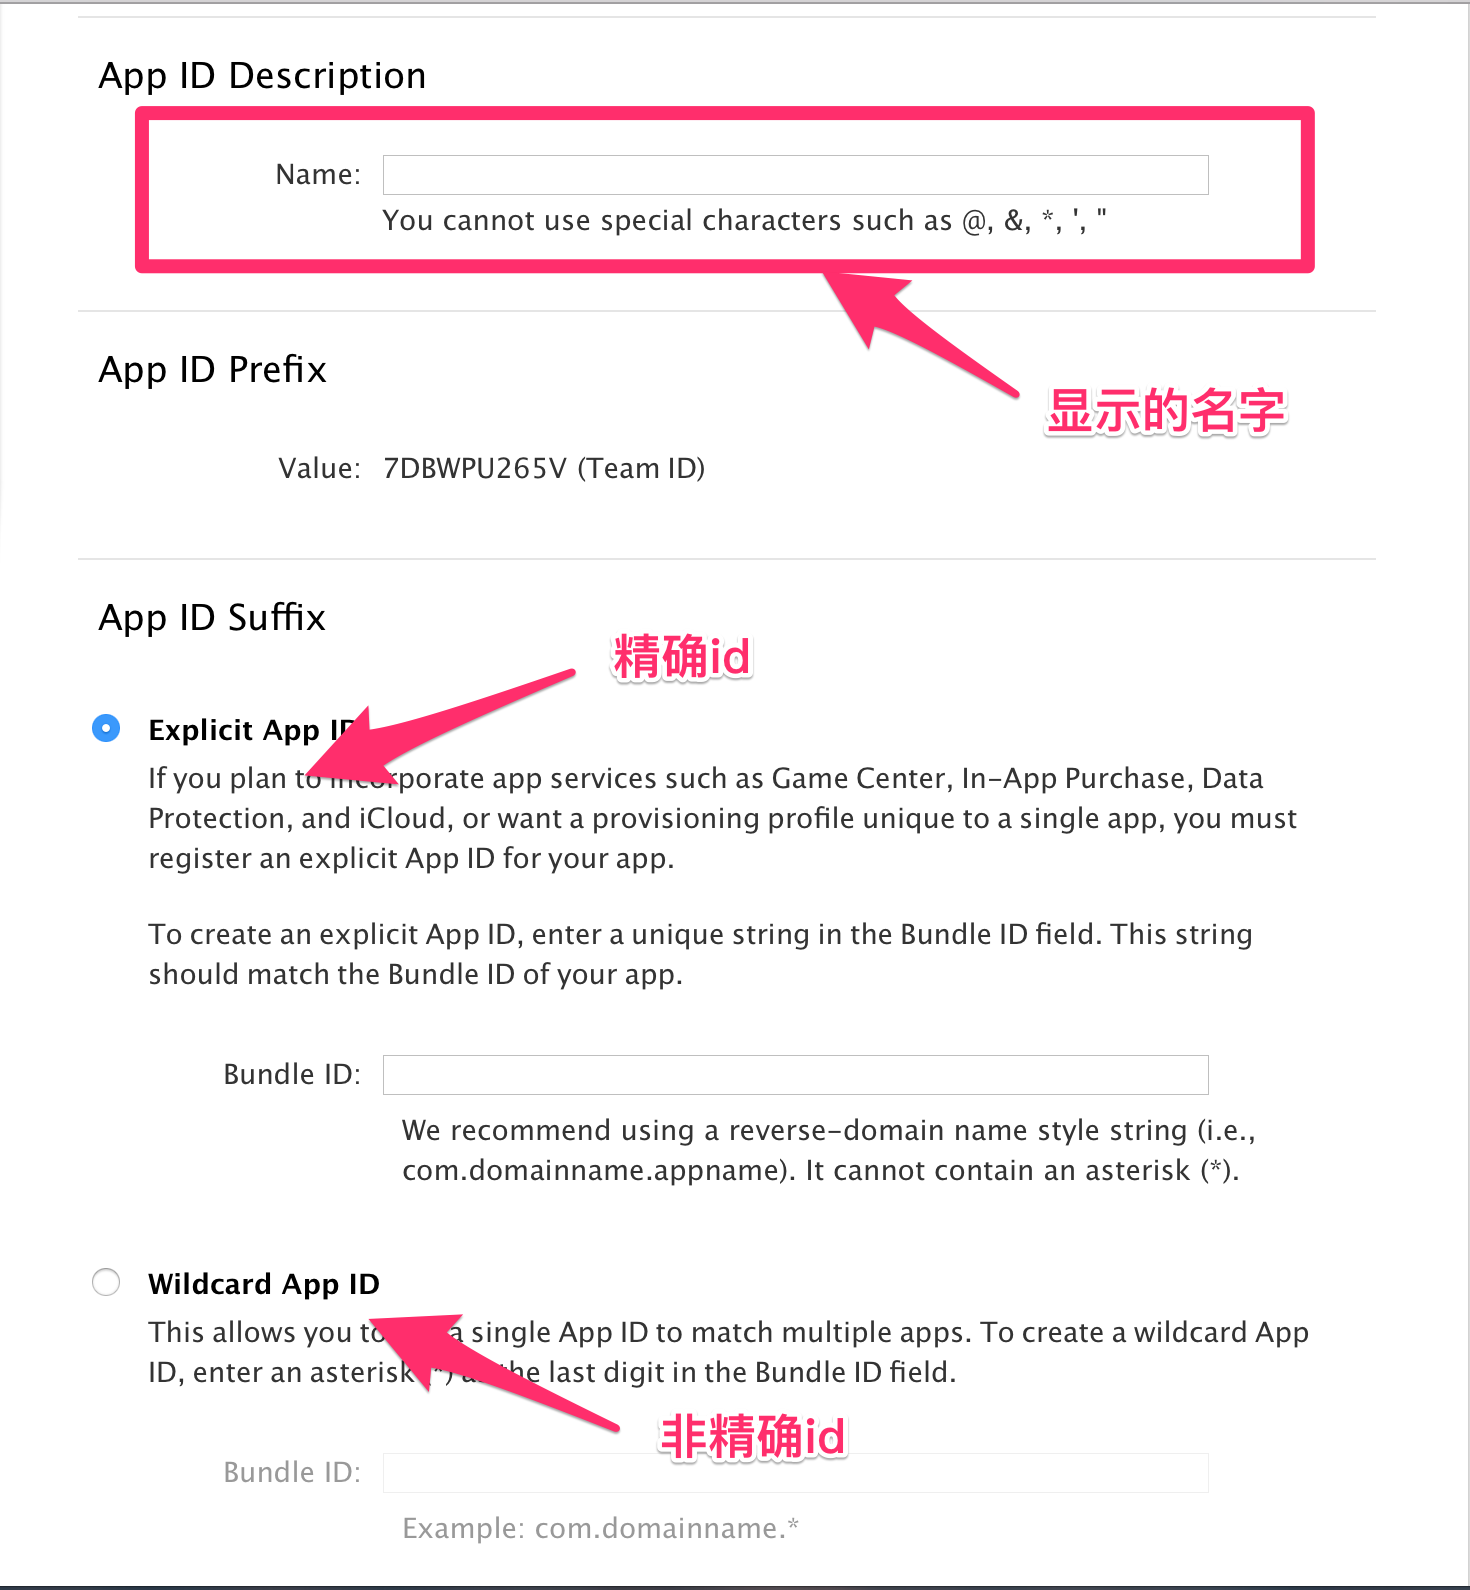 App ID Description
Name:
You cannot use special characters such as @, &, *, ', "
显示的名字
App ID Prefix
Value: 7DBWPU265V (Team ID)
App ID Suffix
精确id
Explicit App ID
If you plan to incorporate app services such as Game Center, In-App Purchase, Data
Protection, and iCloud, or want a provisioning profile unique to a single app, you must
register an explicit App ID for your app.
To create an explicit App ID, enter a unique string in the Bundle ID field. This string
should match the Bundle ID of your app.
Bundle ID:
We recommend using a reverse-domain name style string (i.e.,
com.domainname.appname). It cannot contain an asterisk (*).
Wildcard App ID
This allows you to a single App ID to match multiple apps. To create a wildcard App
ID, enter an asterisk (*) as the last digit in the Bundle ID field.
非精确id
Bundle ID:
Example: com.domainname.*